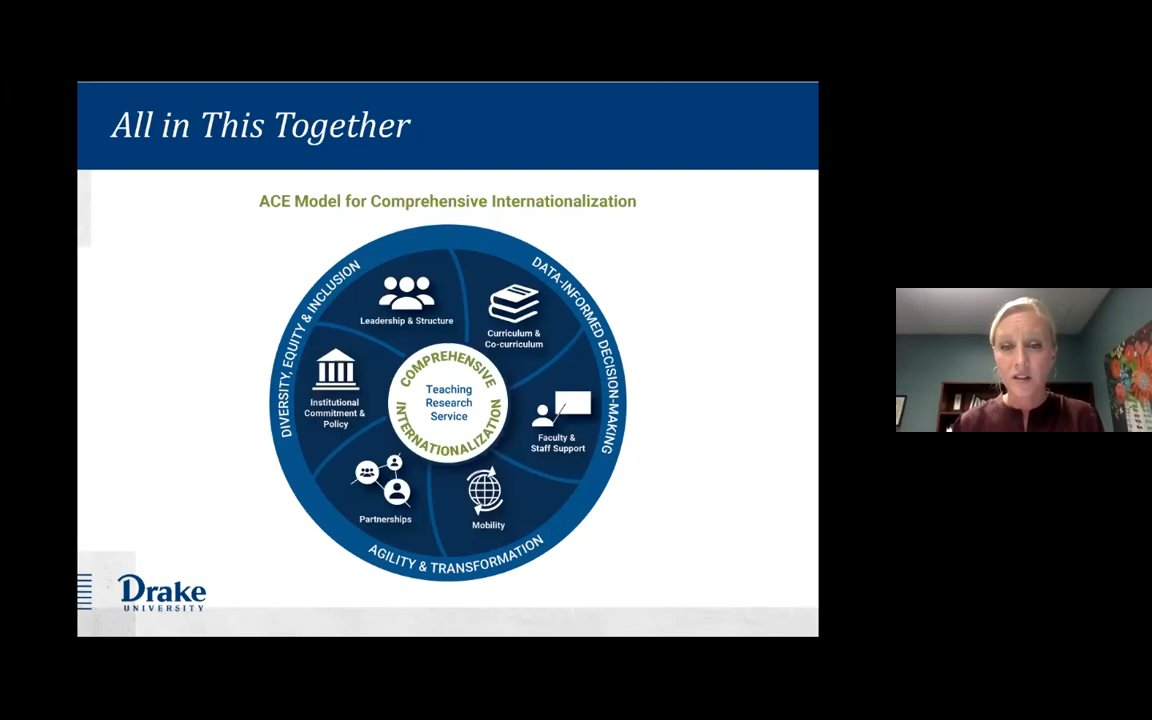 All in This Together
ACE Model for Comprehensive Internationalization
DIVERSITY, EQUITY & INCLUSION
DATA-INFORMED DECISION-MAKING
AGILITY & TRANSFORMATION
Leadership & Structure
Curriculum &
Co-curriculum
Institutional
Commitment &
Policy
Faculty &
Staff Support
Partnerships
Mobility
COMPREHENSIVE
INTERNATIONALIZATION
Teaching
Research
Service
Drake
UNIVERSITY